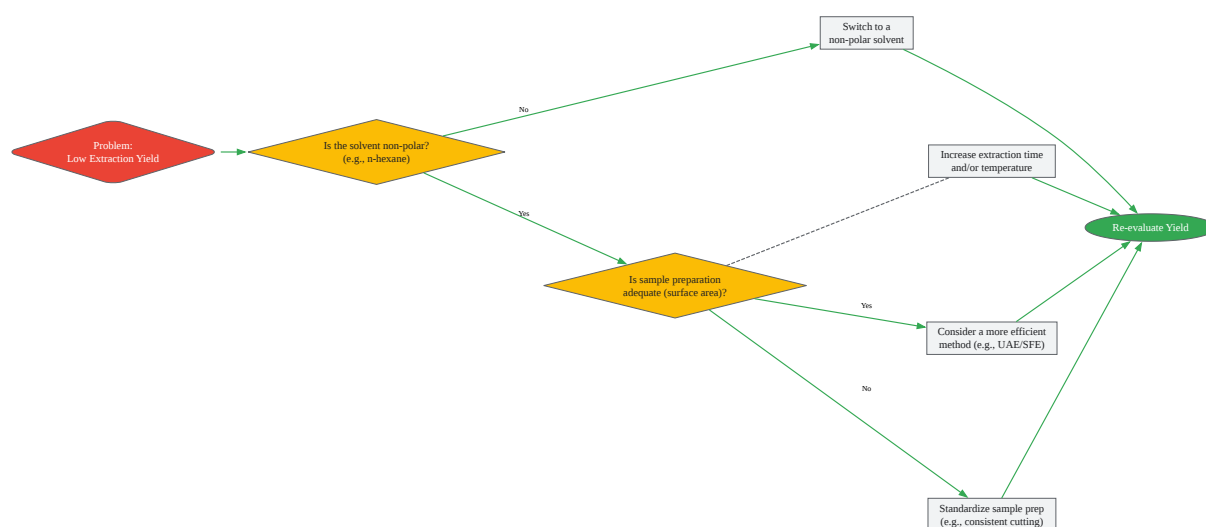 Problem:
Low Extraction Yield
Is the solvent non-polar?
(e.g., n-hexane)
No
Yes
Switch to a
non-polar solvent
Is sample preparation
adequate (surface area)?
Increase extraction time
and/or temperature
Yes
Consider a more efficient
method (e.g., UAE/SFE)
No
Standardize sample prep
(e.g., consistent cutting)
Re-evaluate Yield